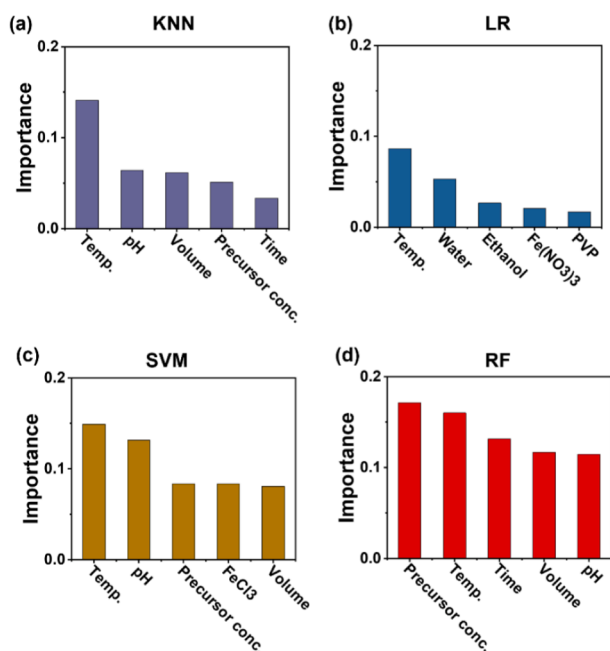 (a)
KNN
0.2
0.1
0.0
Importance
Temp.
pH
Volume
Precursor conc.
Time
(b)
LR
0.2
0.1
0.0
Importance
Temp.
Water
Ethanol
Fe(NO3)3
PVP
(c)
SVM
0.2
0.1
0.0
Importance
Temp.
pH
Precursor conc.
FeCl3
Volume
(d)
RF
0.2
0.1
0.0
Importance
Precursor conc.
Temp.
Time
Volume
pH